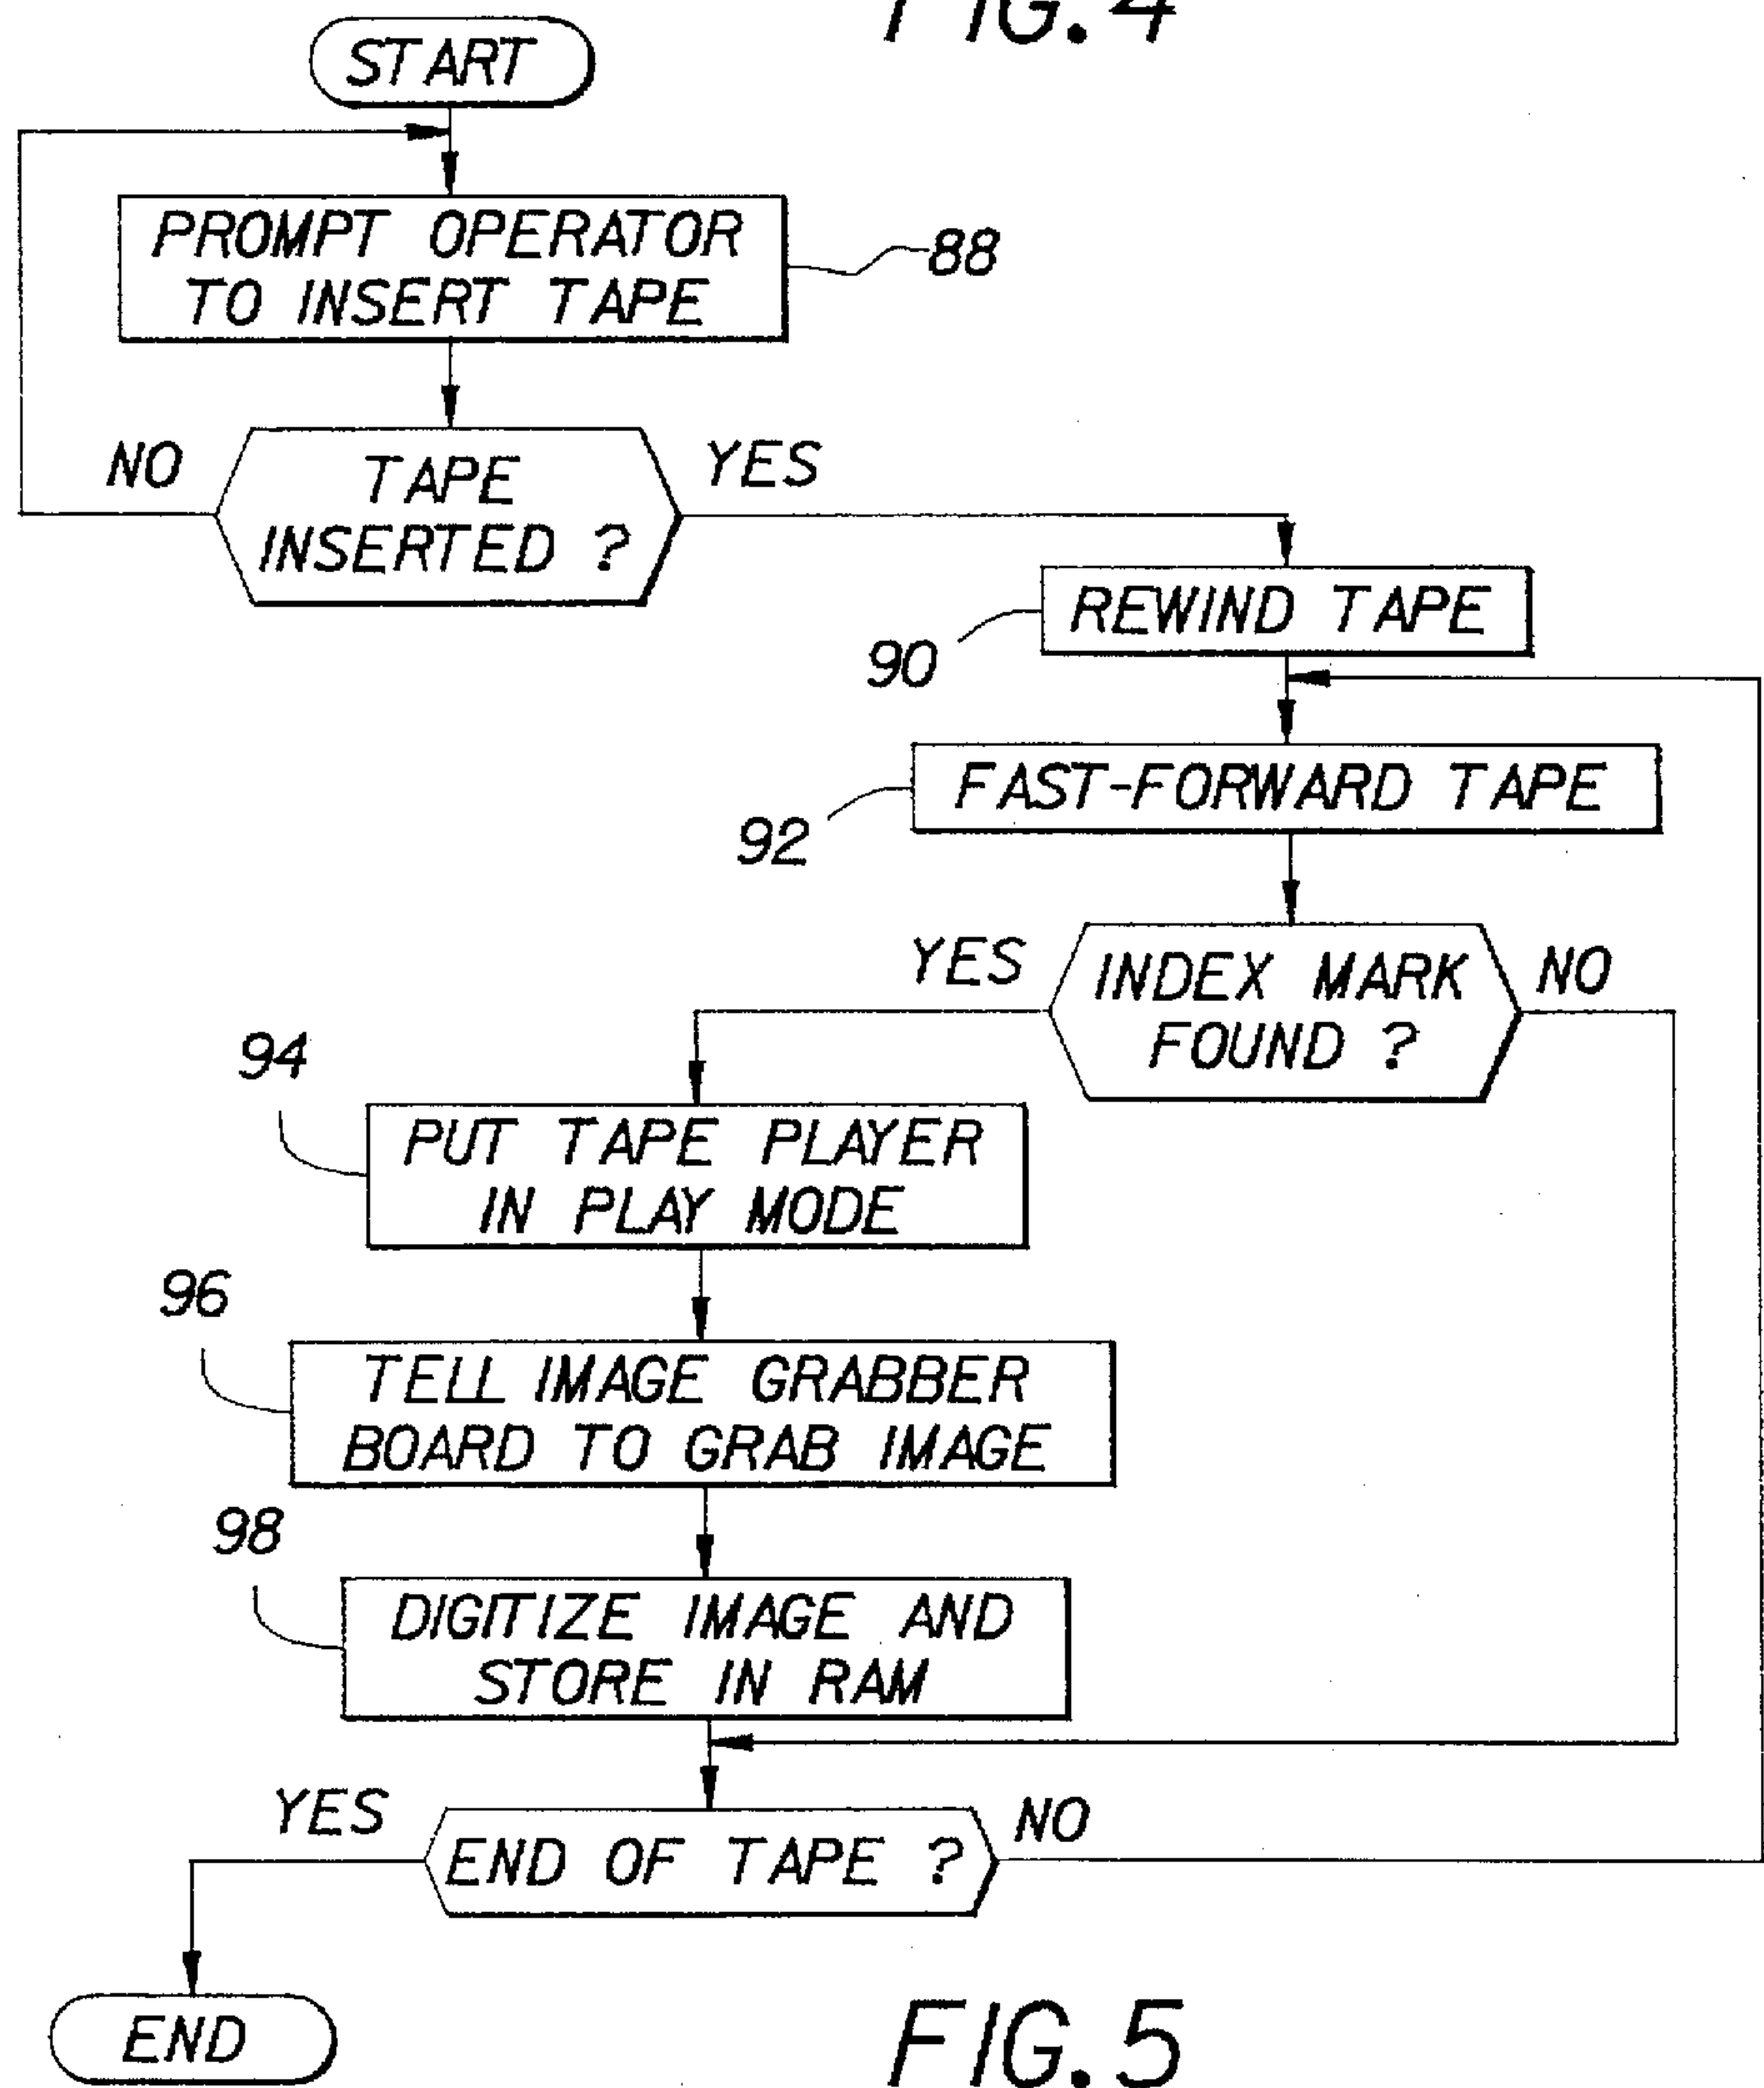 FIG. 4
START
PROMPT OPERATOR
TO INSERT TAPE
88
NO
TAPE
INSERTED ?
YES
REWIND TAPE
90
FAST-FORWARD TAPE
92
YES
INDEX MARK
FOUND ?
NO
94
PUT TAPE PLAYER
IN PLAY MODE
96
TELL IMAGE GRABBER
BOARD TO GRAB IMAGE
98
DIGITIZE IMAGE AND
STORE IN RAM
YES
END OF TAPE ?
NO
END
FIG. 5